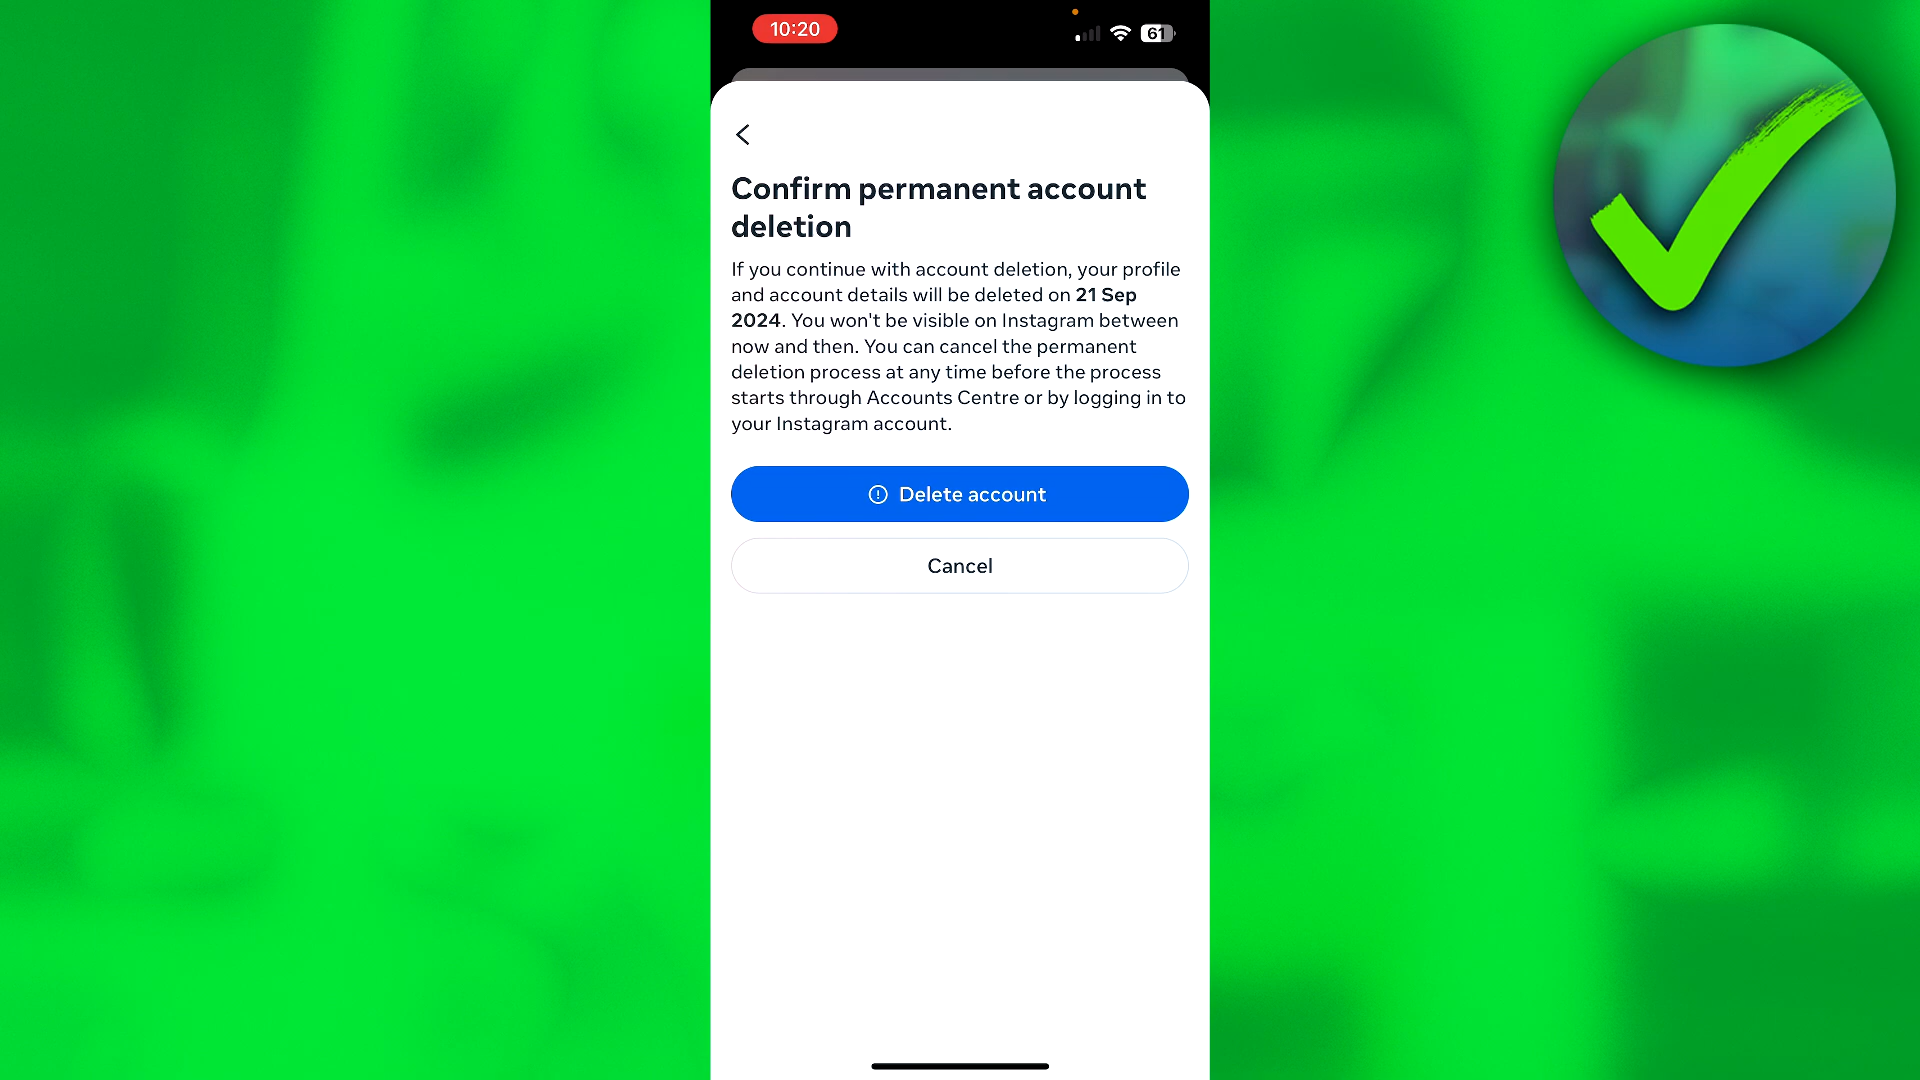 10:20
61
Confirm permanent account
deletion
If you continue with account deletion, your profile
and account details will be deleted on 21 Sep
2024. You won't be visible on Instagram between
now and then. You can cancel the permanent
deletion process at any time before the process
starts through Accounts Centre or by logging in to
your Instagram account.
Delete account
Cancel